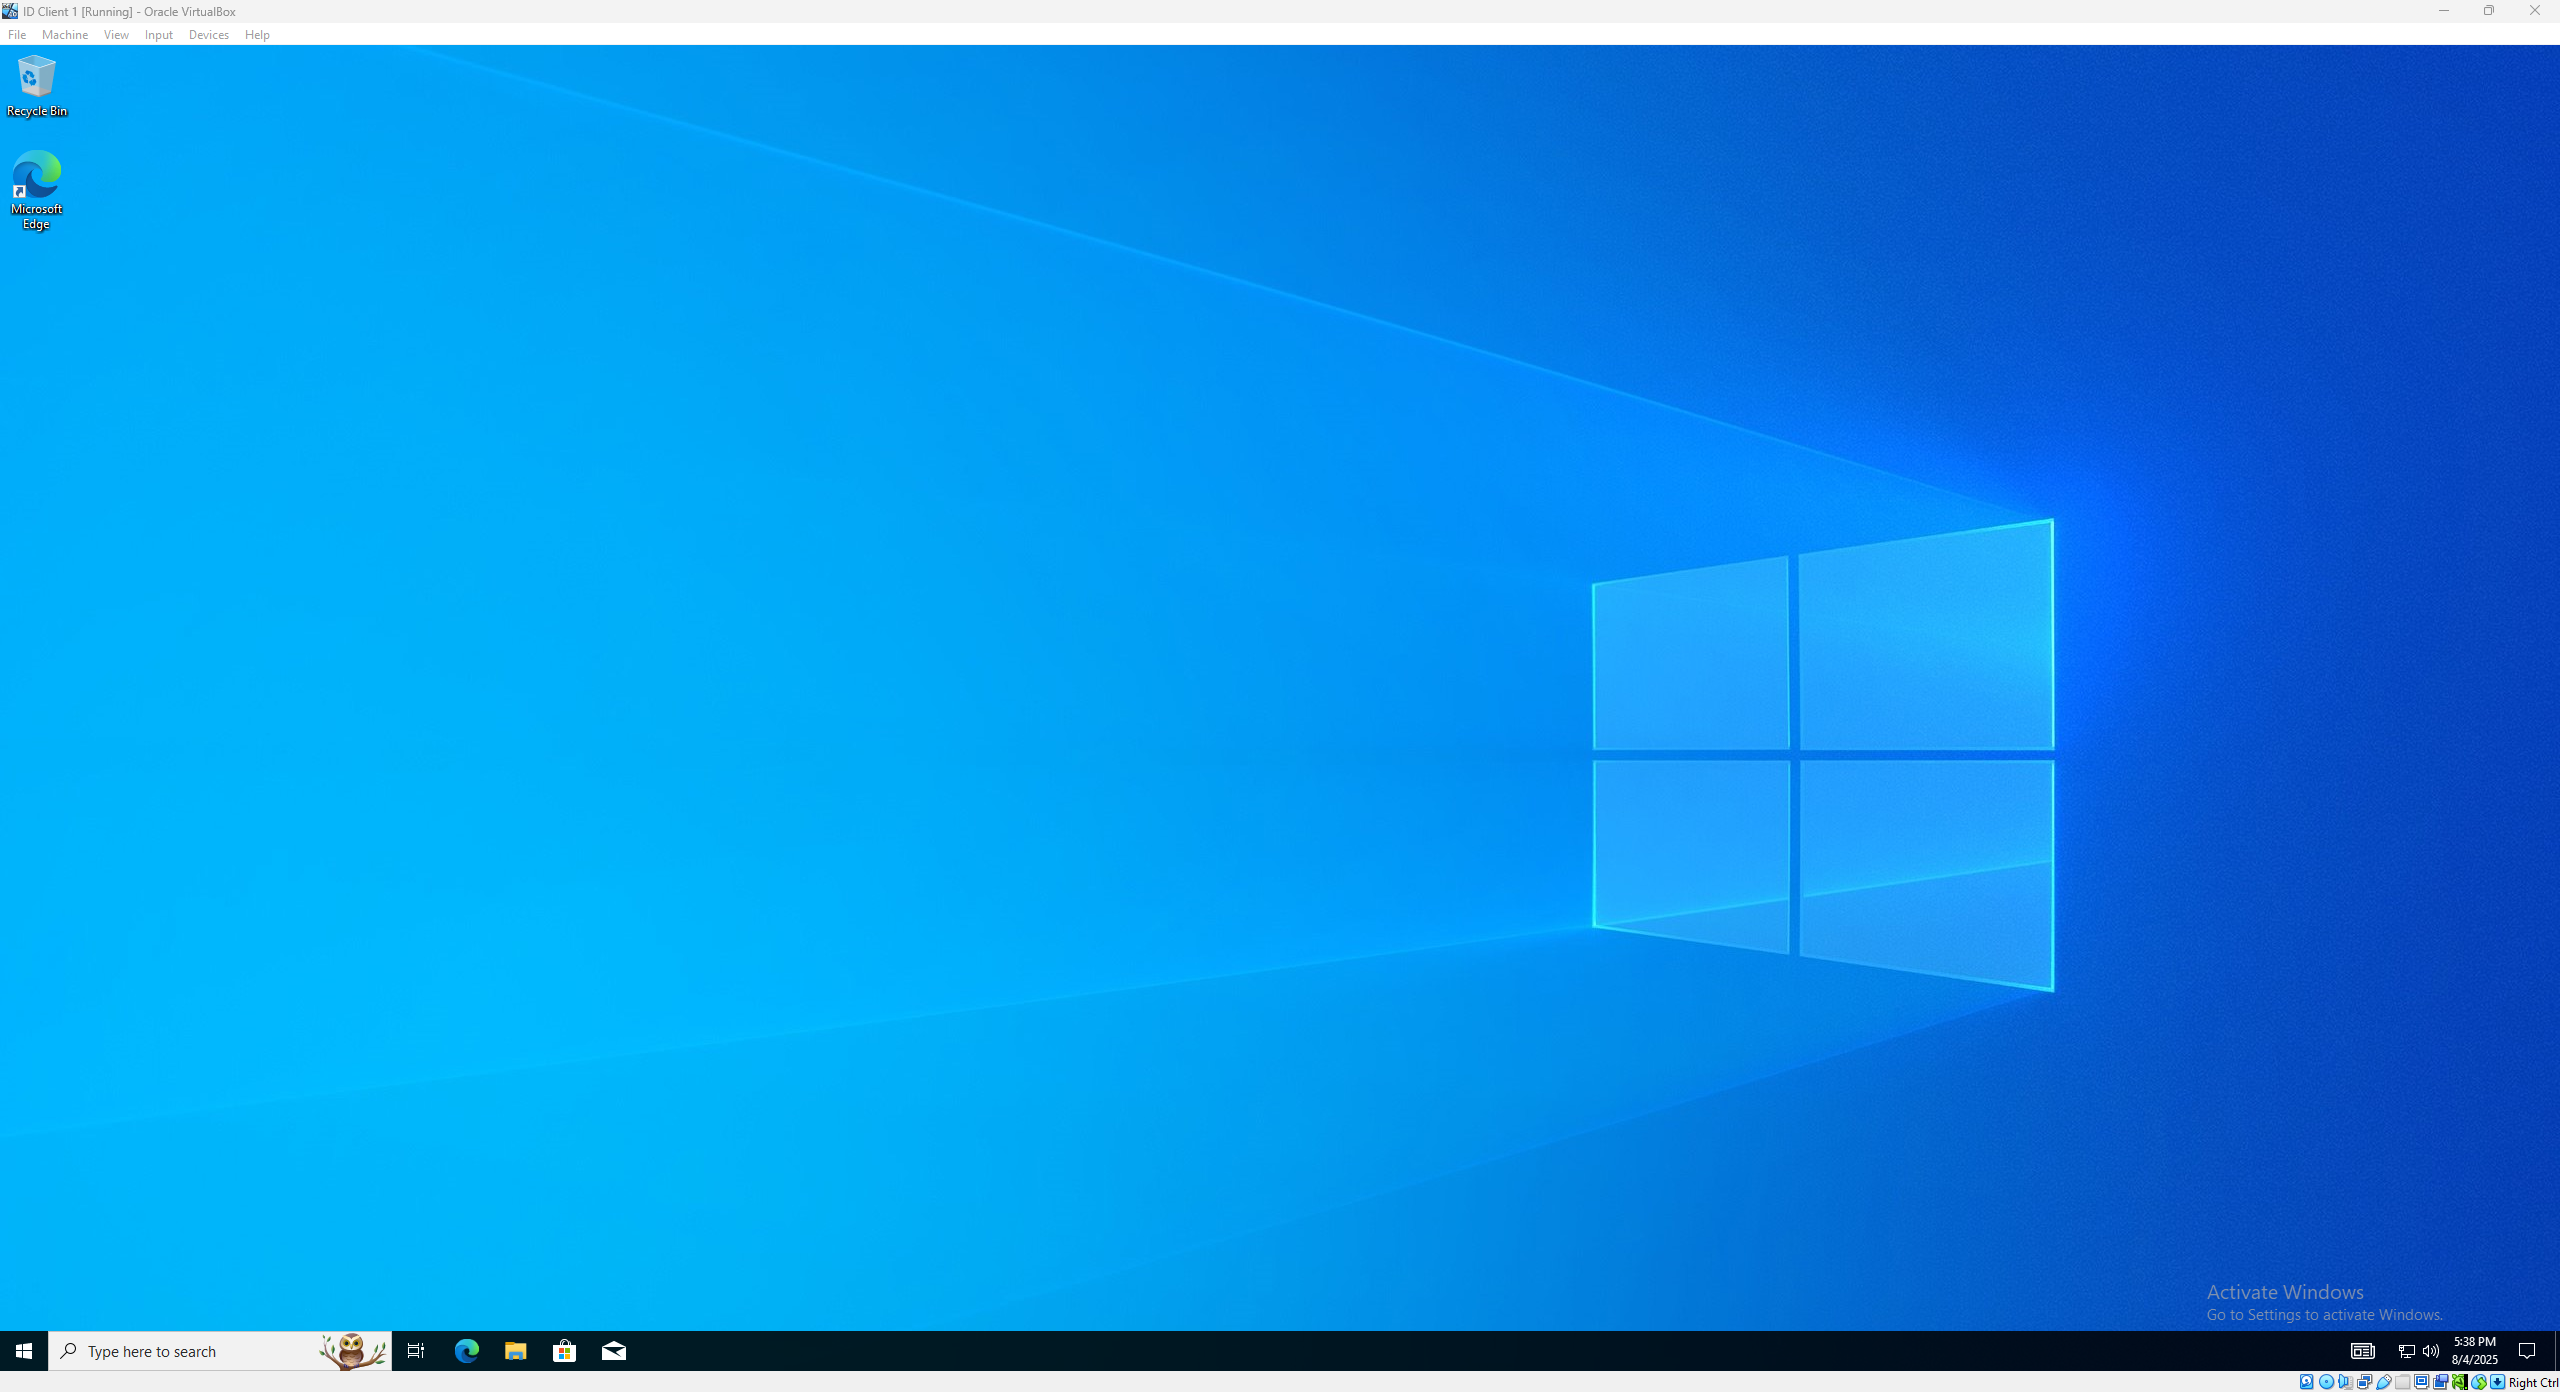 ID Client 1 [Running] - Oracle VirtualBox
File Machine View Input Devices Help
Recycle Bin
Microsoft
Edge
Activate Windows
Go to Settings to activate Windows.
Type here to search
5:38 PM
8/4/2025
Right Ctrl